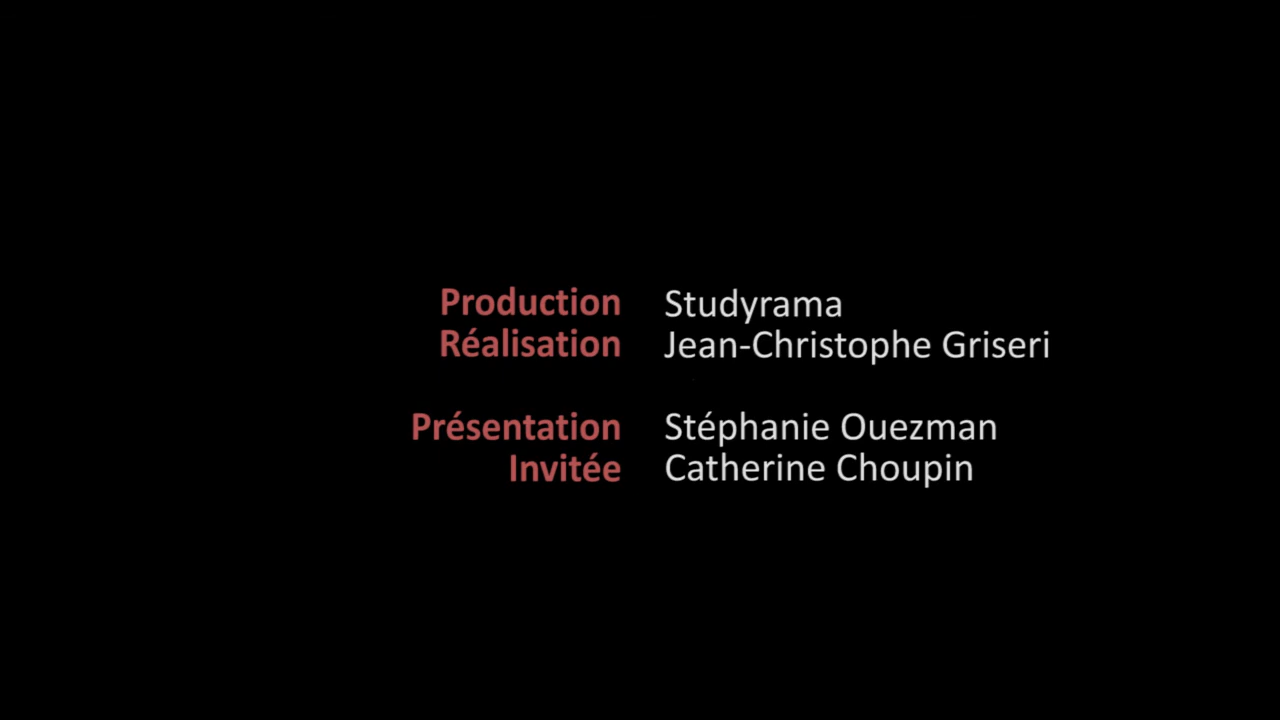 Production Studyrama
Réalisation Jean-Christophe Griseri
Présentation Stéphanie Ouezman
Invitée Catherine Choupin